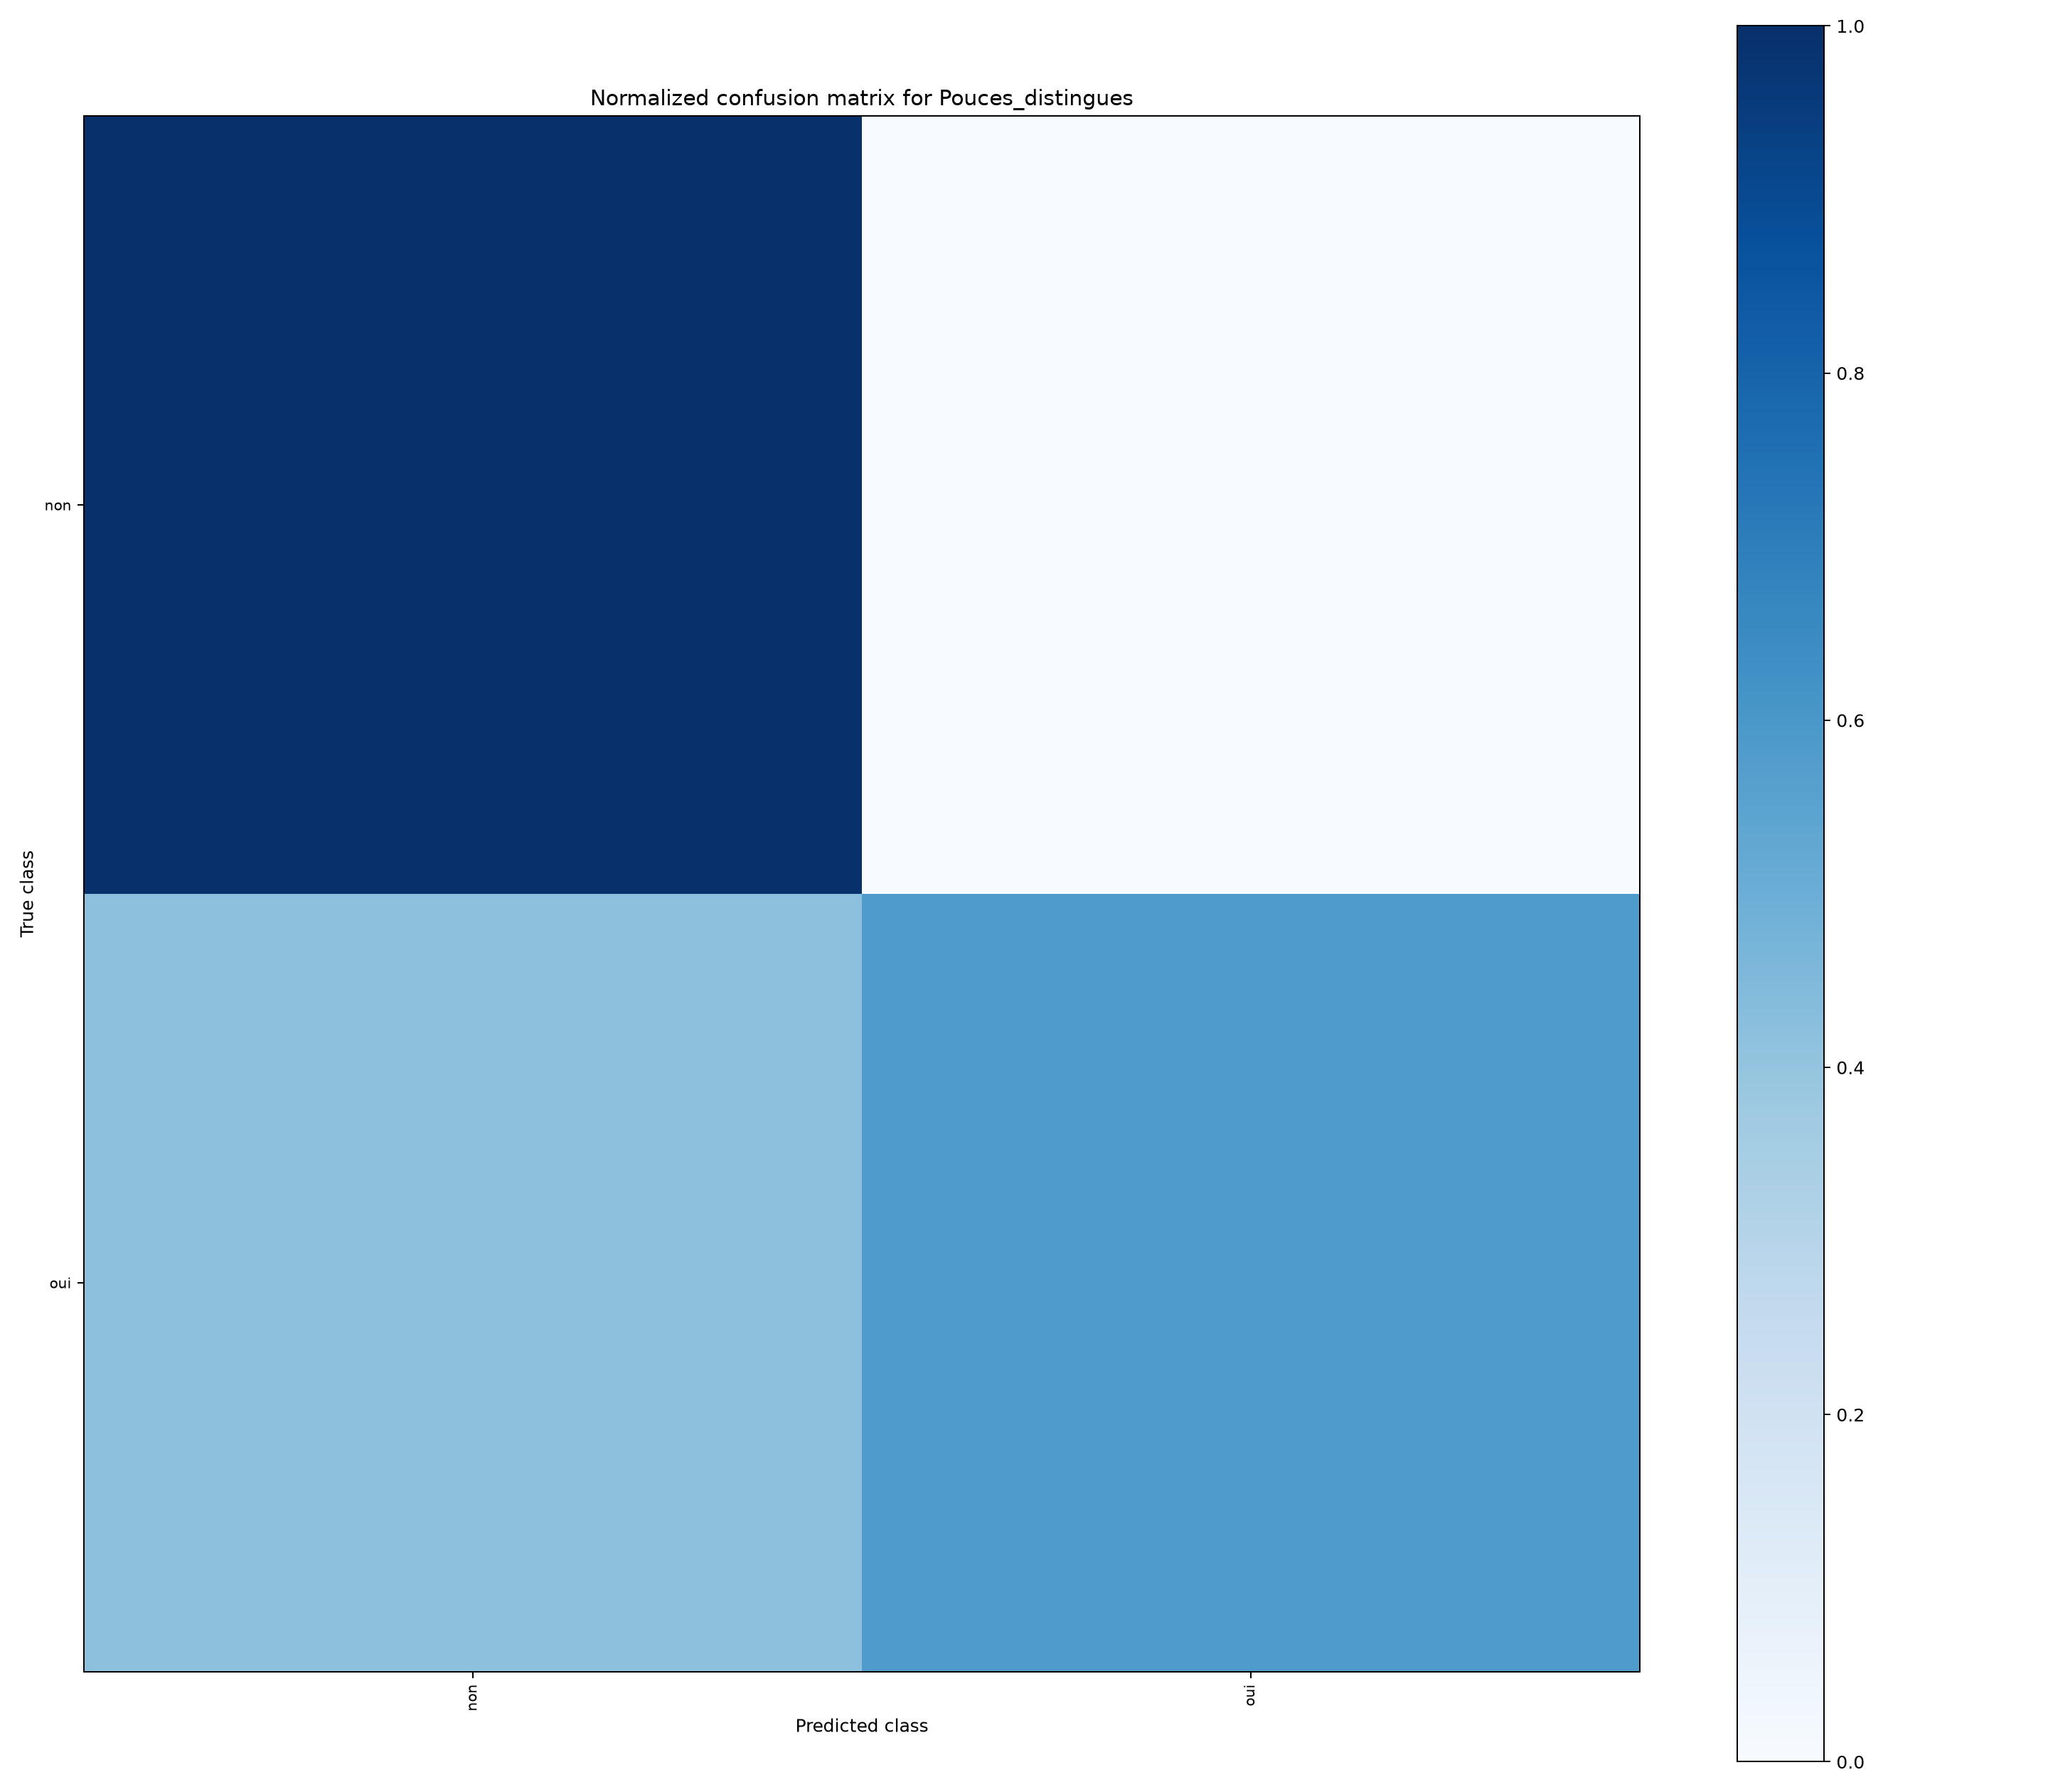 Normalized confusion matrix for Pouces_distingues
True class
non
oui
non
oui
Predicted class
1.0
0.8
0.6
0.4
0.2
0.0